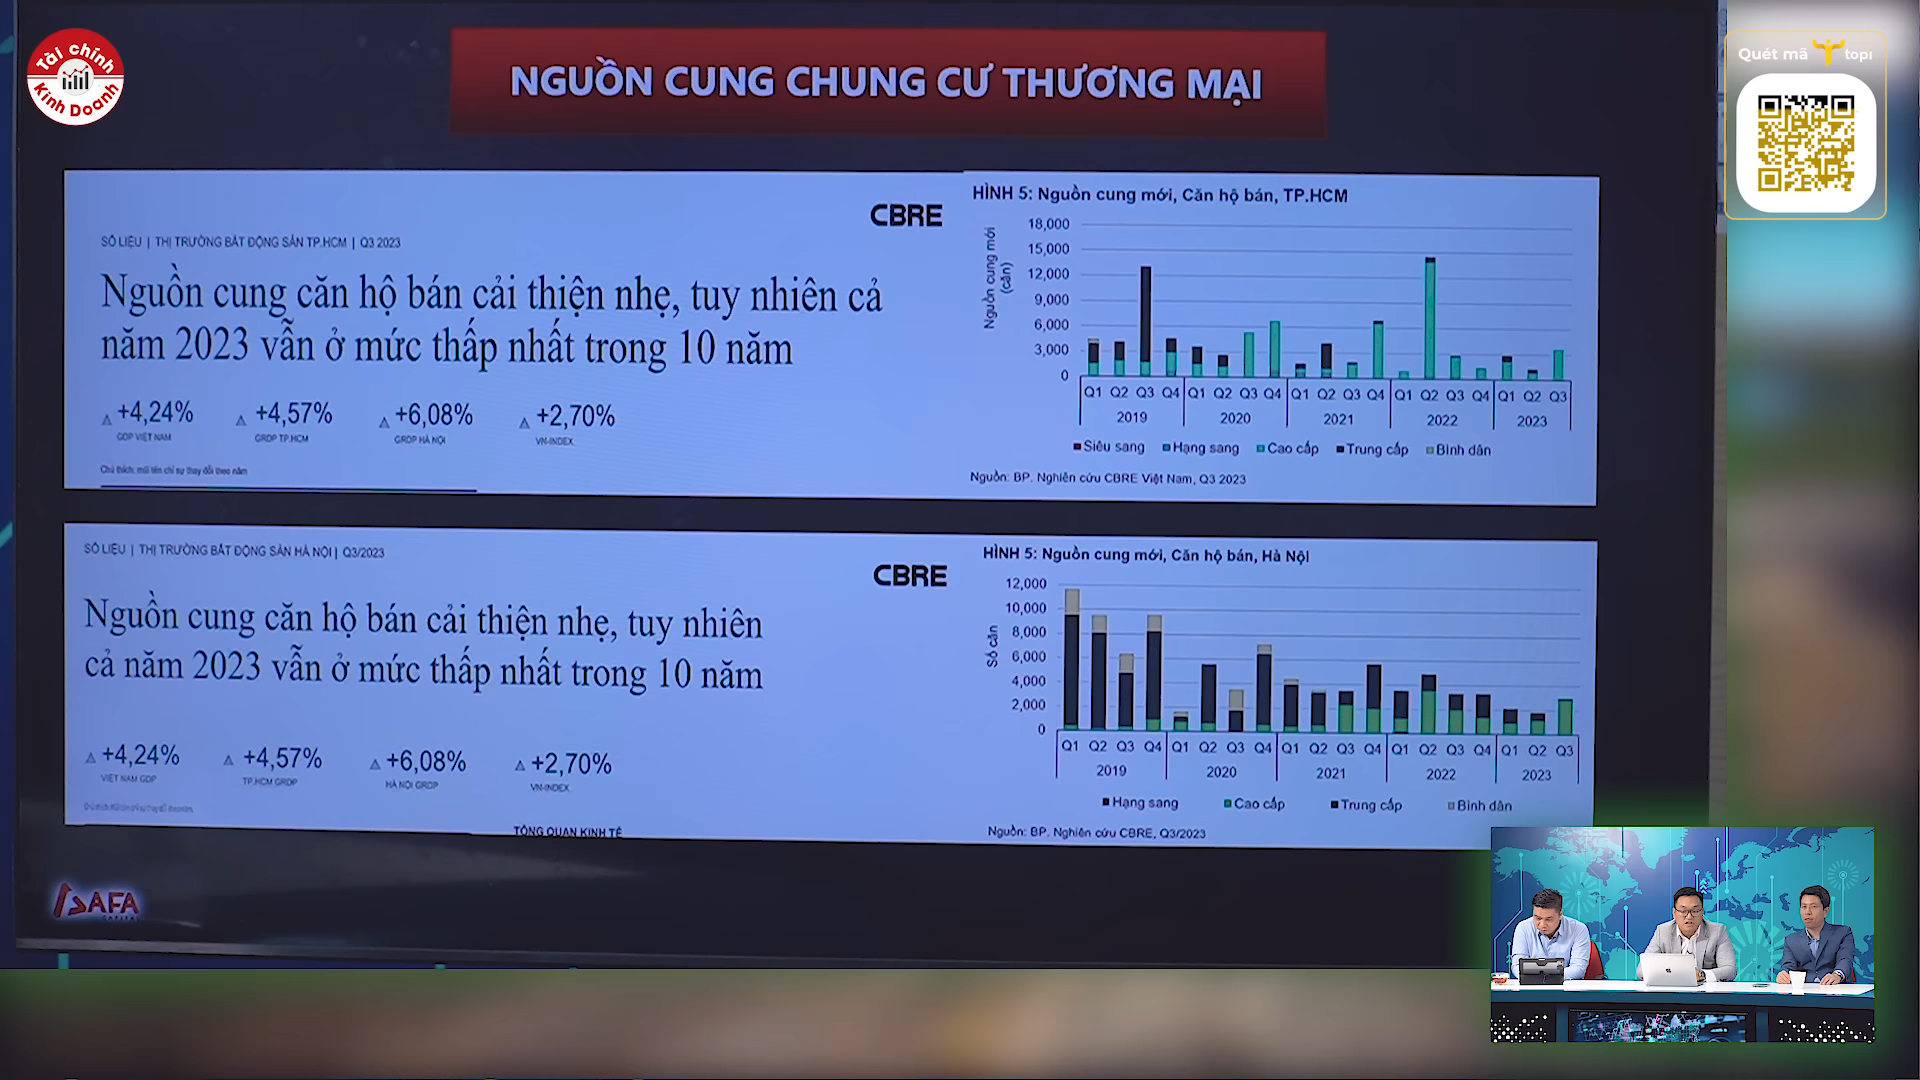 Tài chính
Kinh Doanh
NGUỒN CUNG CHUNG CƯ THƯƠNG MẠI
Quét mã topi
CBRE
SỐ LIỆU | THỊ TRƯỜNG BẤT ĐỘNG SẢN TP.HCM | Q3 2023
Nguồn cung căn hộ bán cải thiện nhẹ, tuy nhiên cả
năm 2023 vẫn ở mức thấp nhất trong 10 năm
+4,24% +4,57% +6,08% +2,70%
GDP VIỆT NAM GRDP TP.HCM GRDP HÀ NỘI VN-INDEX
Chú thích: mũi tên chỉ sự thay đổi theo năm
HÌNH 5: Nguồn cung mới, Căn hộ bán, TP.HCM
Nguồn cung mới
(căn)
18,000
15,000
12,000
9,000
6,000
3,000
0
Q1 Q2 Q3 Q4 Q1 Q2 Q3 Q4 Q1 Q2 Q3 Q4 Q1 Q2 Q3 Q4 Q1 Q2 Q3
2019 2020 2021 2022 2023
Siêu sang Hạng sang Cao cấp Trung cấp Bình dân
Nguồn: BP. Nghiên cứu CBRE Việt Nam, Q3 2023
SỐ LIỆU | THỊ TRƯỜNG BẤT ĐỘNG SẢN HÀ NỘI | Q3/2023
CBRE
Nguồn cung căn hộ bán cải thiện nhẹ, tuy nhiên
cả năm 2023 vẫn ở mức thấp nhất trong 10 năm
+4,24% +4,57% +6,08% +2,70%
VIỆT NAM GDP TP.HCM GRDP HÀ NỘI GRDP VN-INDEX
TỔNG QUAN KINH TẾ
HÌNH 5: Nguồn cung mới, Căn hộ bán, Hà Nội
Số căn
12,000
10,000
8,000
6,000
4,000
2,000
0
Q1 Q2 Q3 Q4 Q1 Q2 Q3 Q4 Q1 Q2 Q3 Q4 Q1 Q2 Q3 Q4 Q1 Q2 Q3
2019 2020 2021 2022 2023
Hạng sang Cao cấp Trung cấp Bình dân
Nguồn: BP. Nghiên cứu CBRE, Q3/2023
AFA
CAPITAL